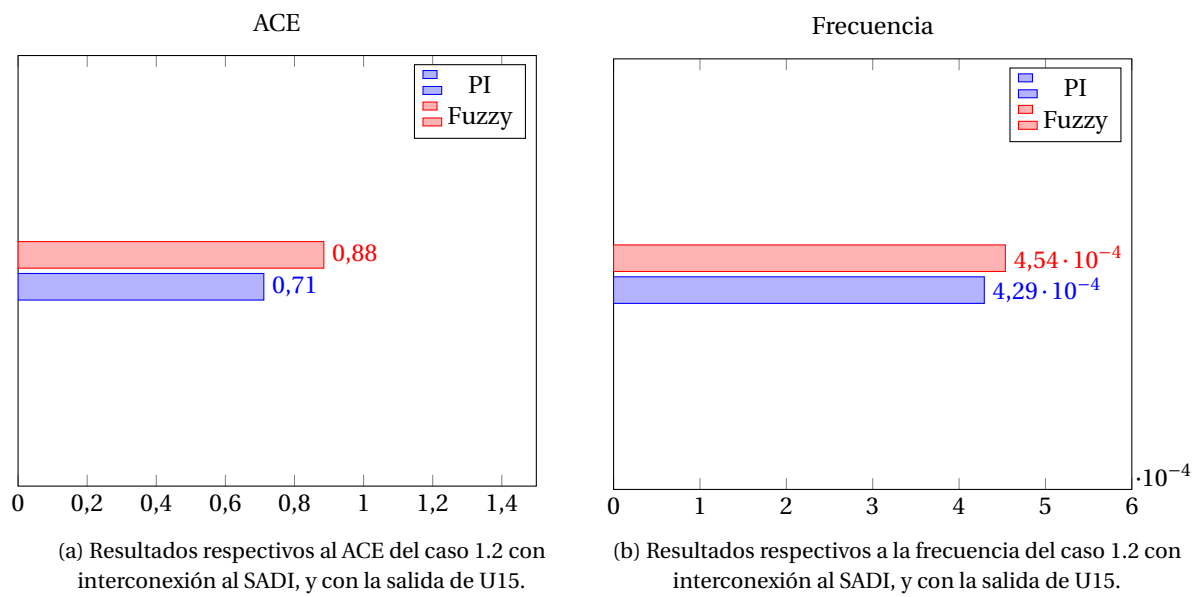 ACE
PI
Fuzzy
0,88
0,71
0 0,2 0,4 0,6 0,8 1 1,2 1,4
(a) Resultados respectivos al ACE del caso 1.2 con
interconexión al SADI, y con la salida de U15.
Frecuencia
PI
Fuzzy
4,54 · 10⁻⁴
4,29 · 10⁻⁴
·10⁻⁴
0 1 2 3 4 5 6
(b) Resultados respectivos a la frecuencia del caso 1.2 con
interconexión al SADI, y con la salida de U15.